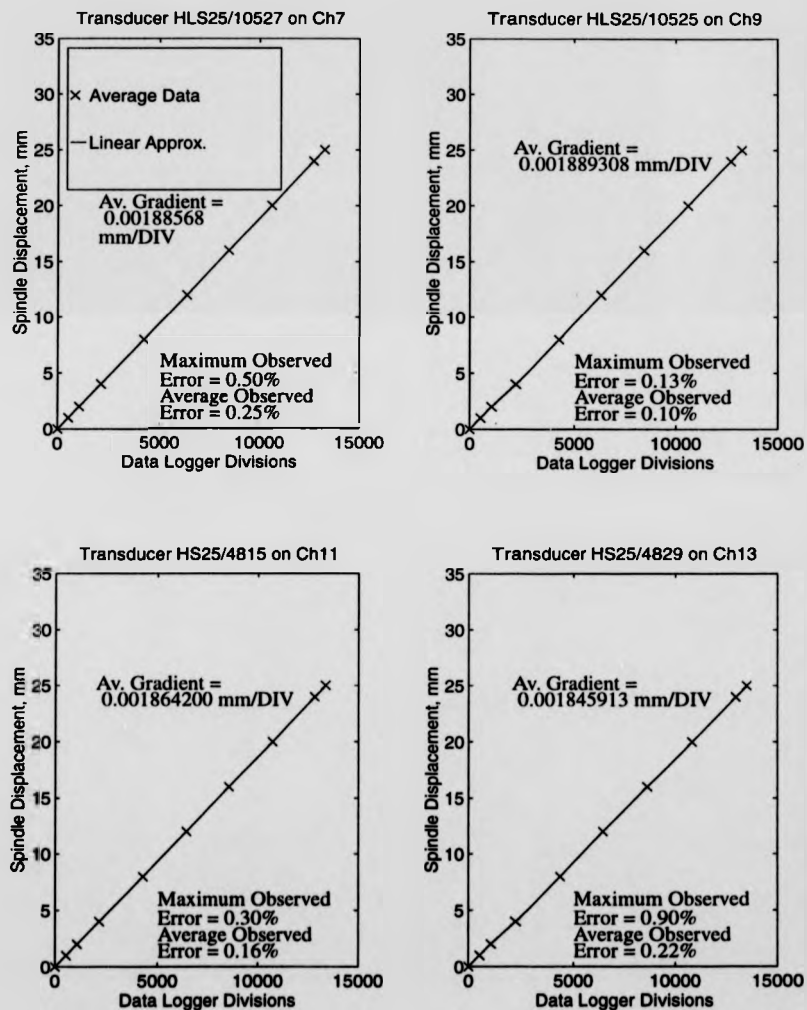 Transducer HLS25/10527 on Ch7
35
30
25
20
15
10
5
0
Spindle Displacement, mm
Average Data
Linear Approx.
Av. Gradient =
0.00188568
mm/DIV
Maximum Observed
Error = 0.50%
Average Observed
Error = 0.25%
0 5000 10000 15000
Data Logger Divisions
Transducer HLS25/10525 on Ch9
35
30
25
20
15
10
5
0
Spindle Displacement, mm
Av. Gradient =
0.001889308 mm/DIV
Maximum Observed
Error = 0.13%
Average Observed
Error = 0.10%
0 5000 10000 15000
Data Logger Divisions
Transducer HS25/4815 on Ch11
35
30
25
20
15
10
5
0
Spindle Displacement, mm
Av. Gradient =
0.001864200 mm/DIV
Maximum Observed
Error = 0.30%
Average Observed
Error = 0.16%
0 5000 10000 15000
Data Logger Divisions
Transducer HS25/4829 on Ch13
35
30
25
20
15
10
5
0
Spindle Displacement, mm
Av. Gradient =
0.001845913 mm/DIV
Maximum Observed
Error = 0.90%
Average Observed
Error = 0.22%
0 5000 10000 15000
Data Logger Divisions